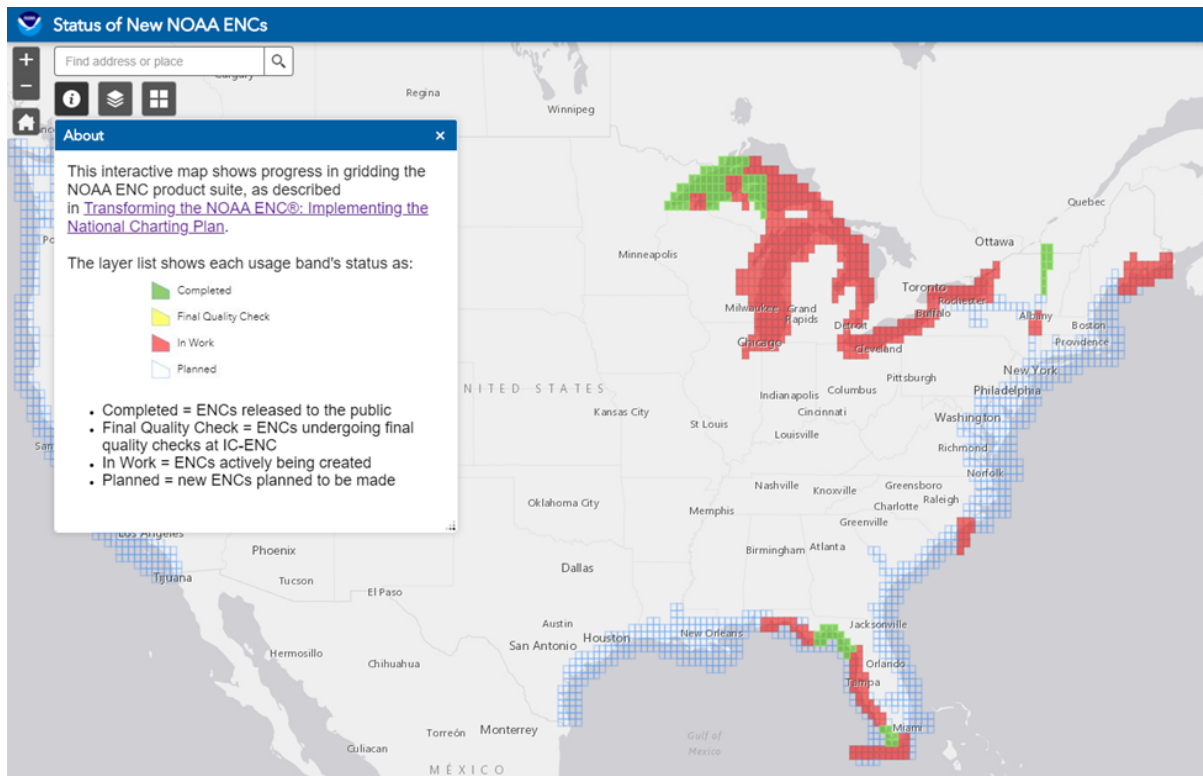 Status of New NOAA ENCs
+
Find address or place
−
Calgary
Regina
Winnipeg
About
×
This interactive map shows progress in gridding the
NOAA ENC product suite, as described
in Transforming the NOAA ENC®: Implementing the
National Charting Plan.
The layer list shows each usage band's status as:
Completed
Final Quality Check
In Work
Planned
• Completed = ENCs released to the public
• Final Quality Check = ENCs undergoing final
quality checks at IC-ENC
• In Work = ENCs actively being created
• Planned = new ENCs planned to be made
Quebec
Ottawa
Minneapolis
Toronto
Rochester
Milwaukee
Grand
Rapids
Buffalo
Albany
Detroit
Boston
Chicago
Cleveland
Providence
Pittsburgh
New York
NITED STATES
Columbus
Philadelphia
Indianapolis
Kansas City
Cincinnati
Washington
St Louis
Louisville
Richmond
Norfolk
Nashville
Knoxville
Greensboro
Raleigh
Oklahoma City
Memphis
Charlotte
Greenville
Los Angeles
Phoenix
Birmingham
Atlanta
Dallas
Tijuana
Tucson
El Paso
Austin
Houston
New Orleans
Jacksonville
San Antonio
Hermosillo
Chihuahua
Orlando
Tampa
Torreón
Monterrey
Gulf of
Mexico
Miami
Culiacan
MÉXICO